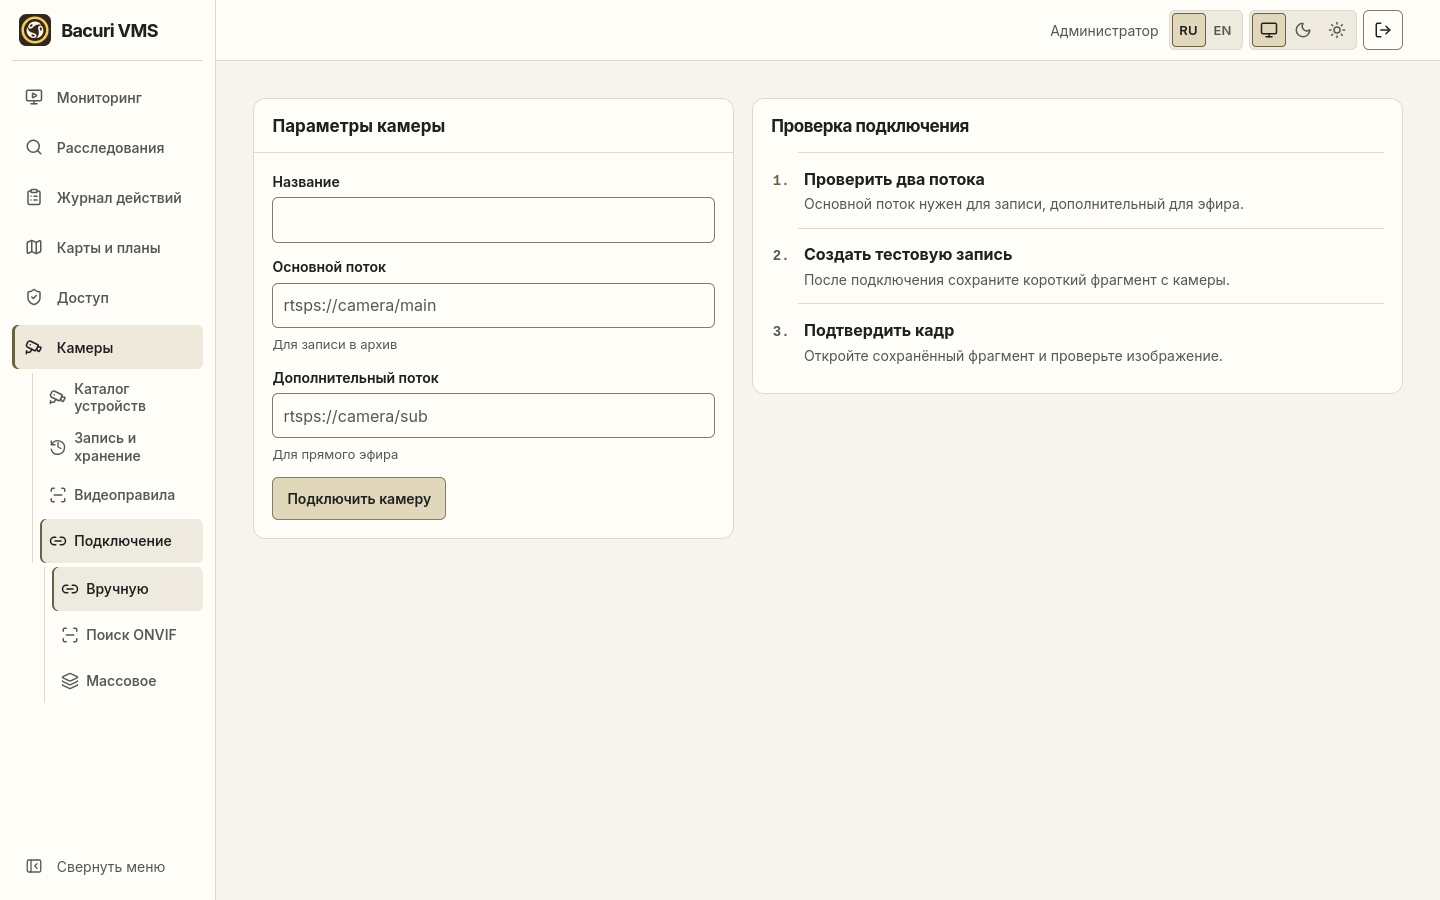 Bacuri VMS
Администратор
RU
EN
Мониторинг
Расследования
Журнал действий
Карты и планы
Доступ
Камеры
Каталог
устройств
Запись и
хранение
Видеоправила
Подключение
Вручную
Поиск ONVIF
Массовое
Свернуть меню
Параметры камеры
Название
Основной поток
rtsps://camera/main
Для записи в архив
Дополнительный поток
rtsps://camera/sub
Для прямого эфира
Подключить камеру
Проверка подключения
1. Проверить два потока
Основной поток нужен для записи, дополнительный для эфира.
2. Создать тестовую запись
После подключения сохраните короткий фрагмент с камеры.
3. Подтвердить кадр
Откройте сохранённый фрагмент и проверьте изображение.